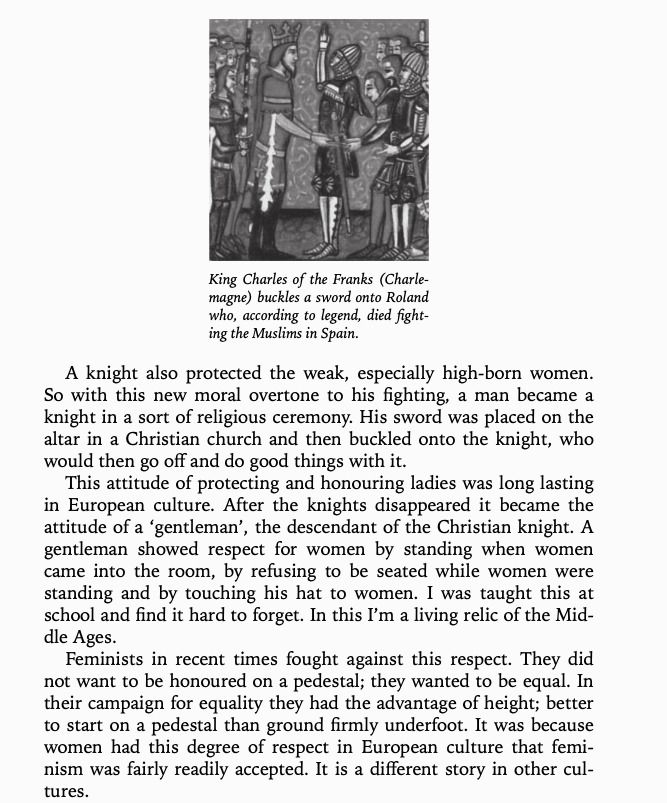 King Charles of the Franks (Charle-
magne) buckles a sword onto Roland
who, according to legend, died fight-
ing the Muslims in Spain.
A knight also protected the weak, especially high-born women.
So with this new moral overtone to his fighting, a man became a
knight in a sort of religious ceremony. His sword was placed on the
altar in a Christian church and then buckled onto the knight, who
would then go off and do good things with it.
This attitude of protecting and honouring ladies was long lasting
in European culture. After the knights disappeared it became the
attitude of a ‘gentleman’, the descendant of the Christian knight. A
gentleman showed respect for women by standing when women
came into the room, by refusing to be seated while women were
standing and by touching his hat to women. I was taught this at
school and find it hard to forget. In this I’m a living relic of the Mid-
dle Ages.
Feminists in recent times fought against this respect. They did
not want to be honoured on a pedestal; they wanted to be equal. In
their campaign for equality they had the advantage of height; better
to start on a pedestal than ground firmly underfoot. It was because
women had this degree of respect in European culture that femi-
nism was fairly readily accepted. It is a different story in other cul-
tures.